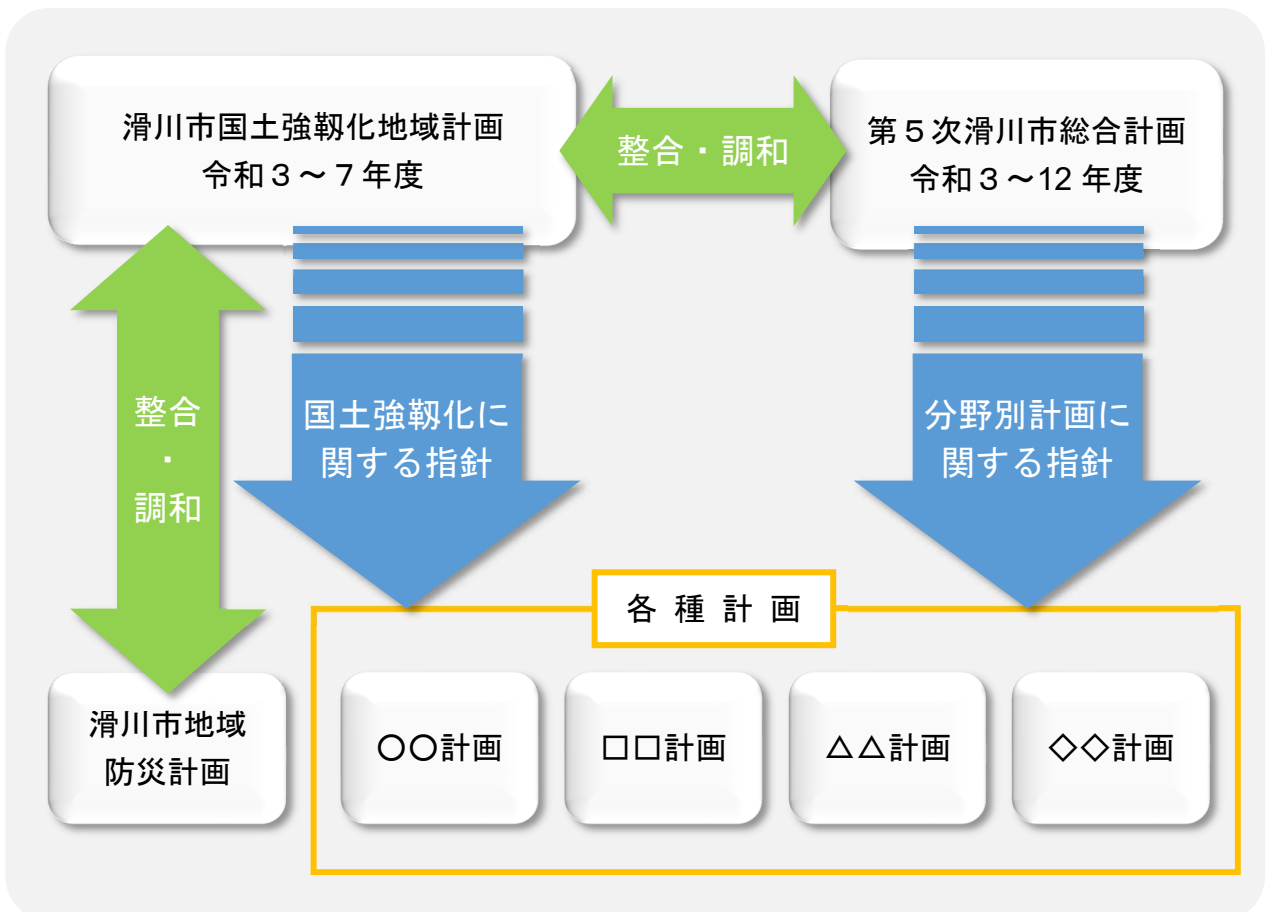 滑川市国土強靱化地域計画
令和３～７年度
整合・調和
第５次滑川市総合計画
令和３～12 年度
整合
・
調和
国土強靱化に
関する指針
分野別計画に
関する指針
各種計画
滑川市地域
防災計画
○○計画
□□計画
△△計画
◇◇計画